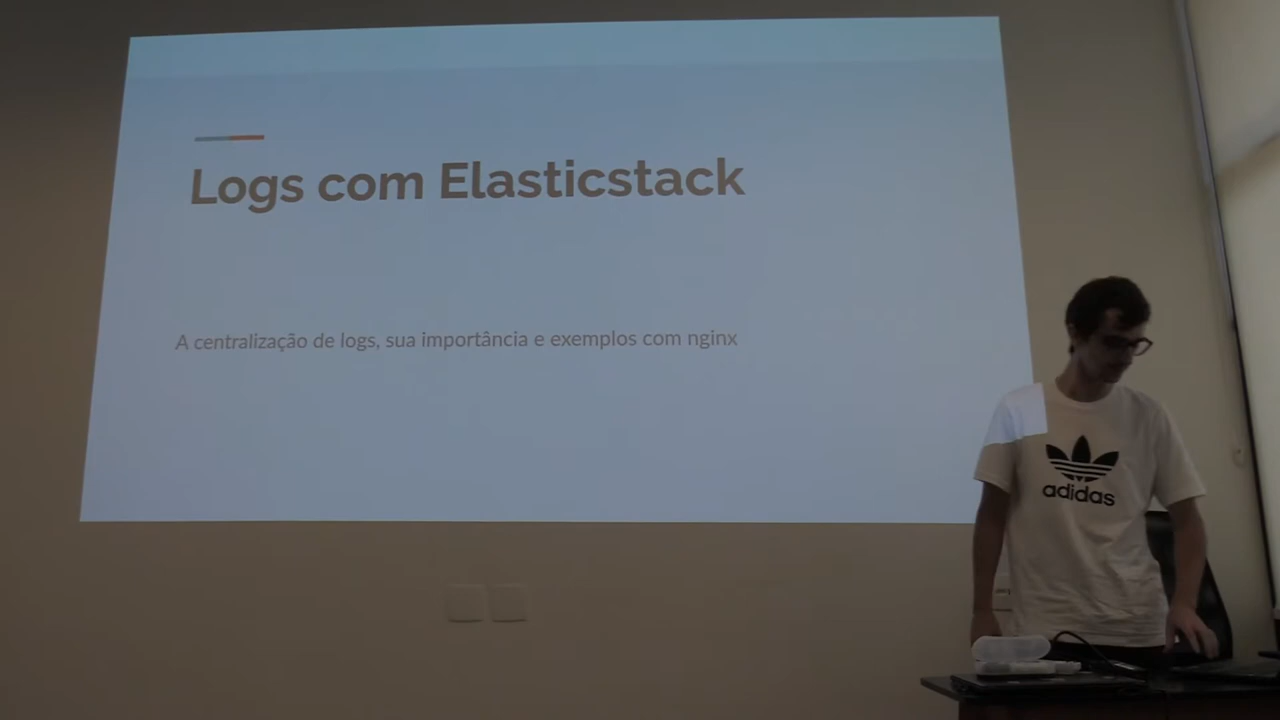 Logs com Elasticstack
A centralização de logs, sua importância e exemplos com nginx
adidas